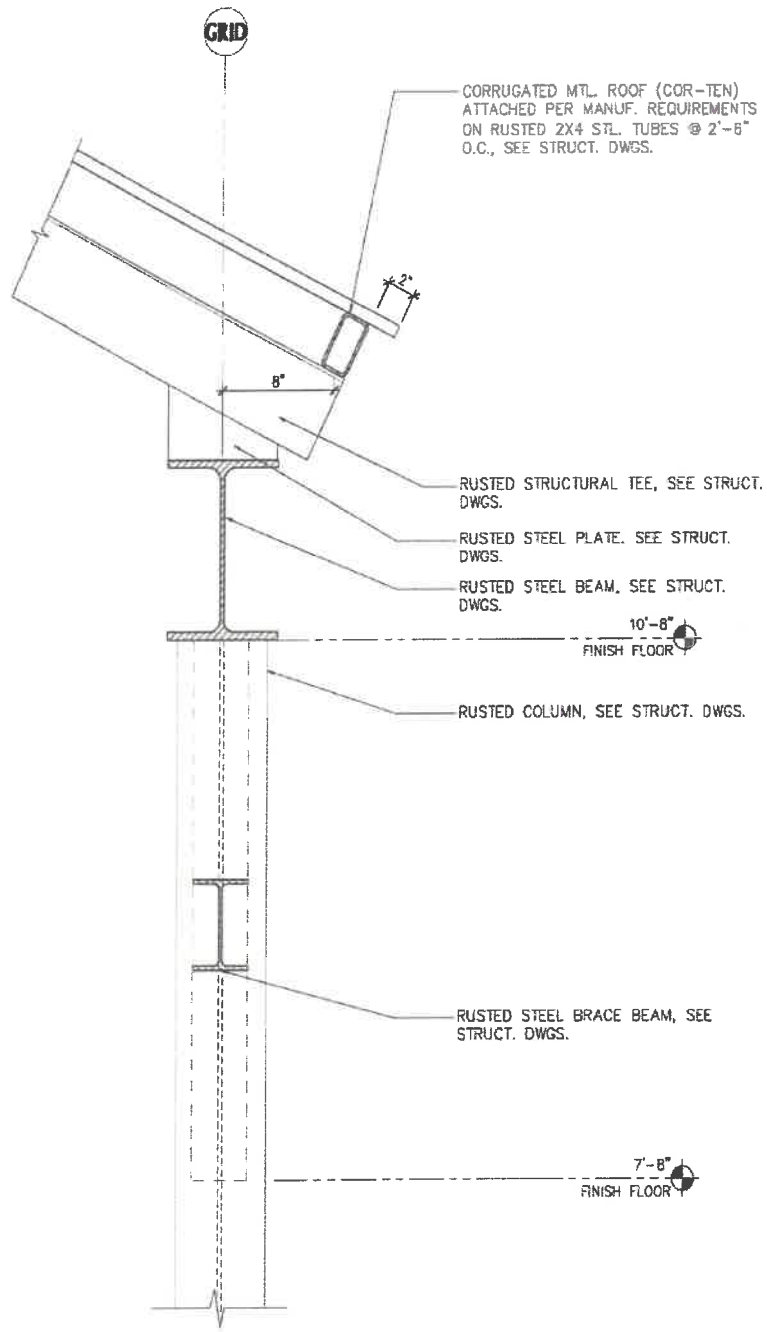 GRID
CORRUGATED MTL. ROOF (COR-TEN)
ATTACHED PER MANUF. REQUIREMENTS
ON RUSTED 2X4 STL. TUBES @ 2'-6"
O.C., SEE STRUCT. DWGS.
2"
8"
RUSTED STRUCTURAL TEE, SEE STRUCT.
DWGS.
RUSTED STEEL PLATE. SEE STRUCT.
DWGS.
RUSTED STEEL BEAM, SEE STRUCT.
DWGS.
10'-8"
FINISH FLOOR
RUSTED COLUMN, SEE STRUCT. DWGS.
RUSTED STEEL BRACE BEAM, SEE
STRUCT. DWGS.
7'-8"
FINISH FLOOR